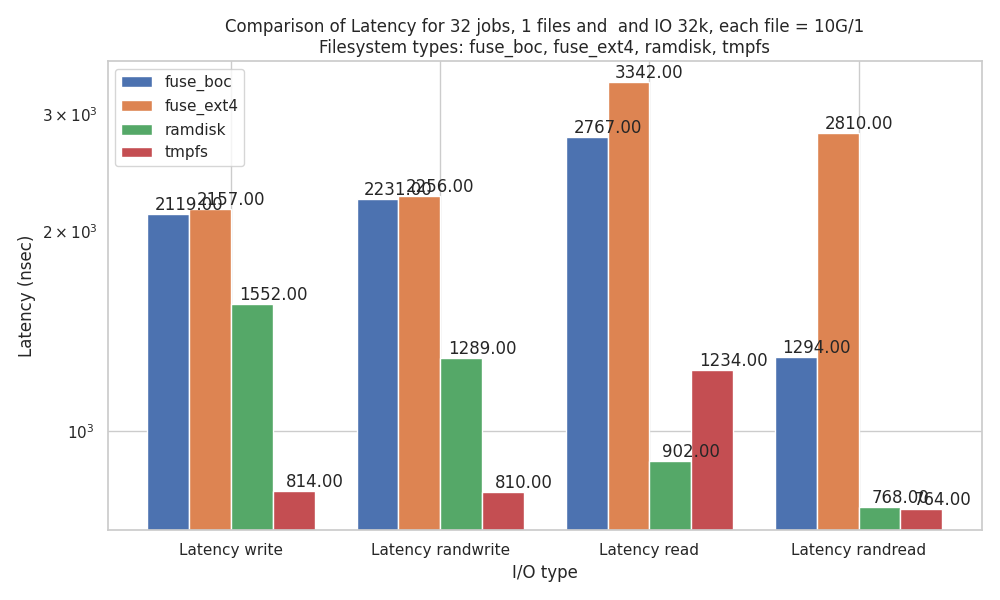 Comparison of Latency for 32 jobs, 1 files and  and IO 32k, each file = 10G/1
Filesystem types: fuse_boc, fuse_ext4, ramdisk, tmpfs
fuse_boc
fuse_ext4
ramdisk
tmpfs
Latency (nsec)
3 × 10³
2 × 10³
10³
2119.00
2157.00
1552.00
814.00
2231.00
2256.00
1289.00
810.00
2767.00
3342.00
902.00
1234.00
1294.00
2810.00
768.00
764.00
Latency write
Latency randwrite
Latency read
Latency randread
I/O type